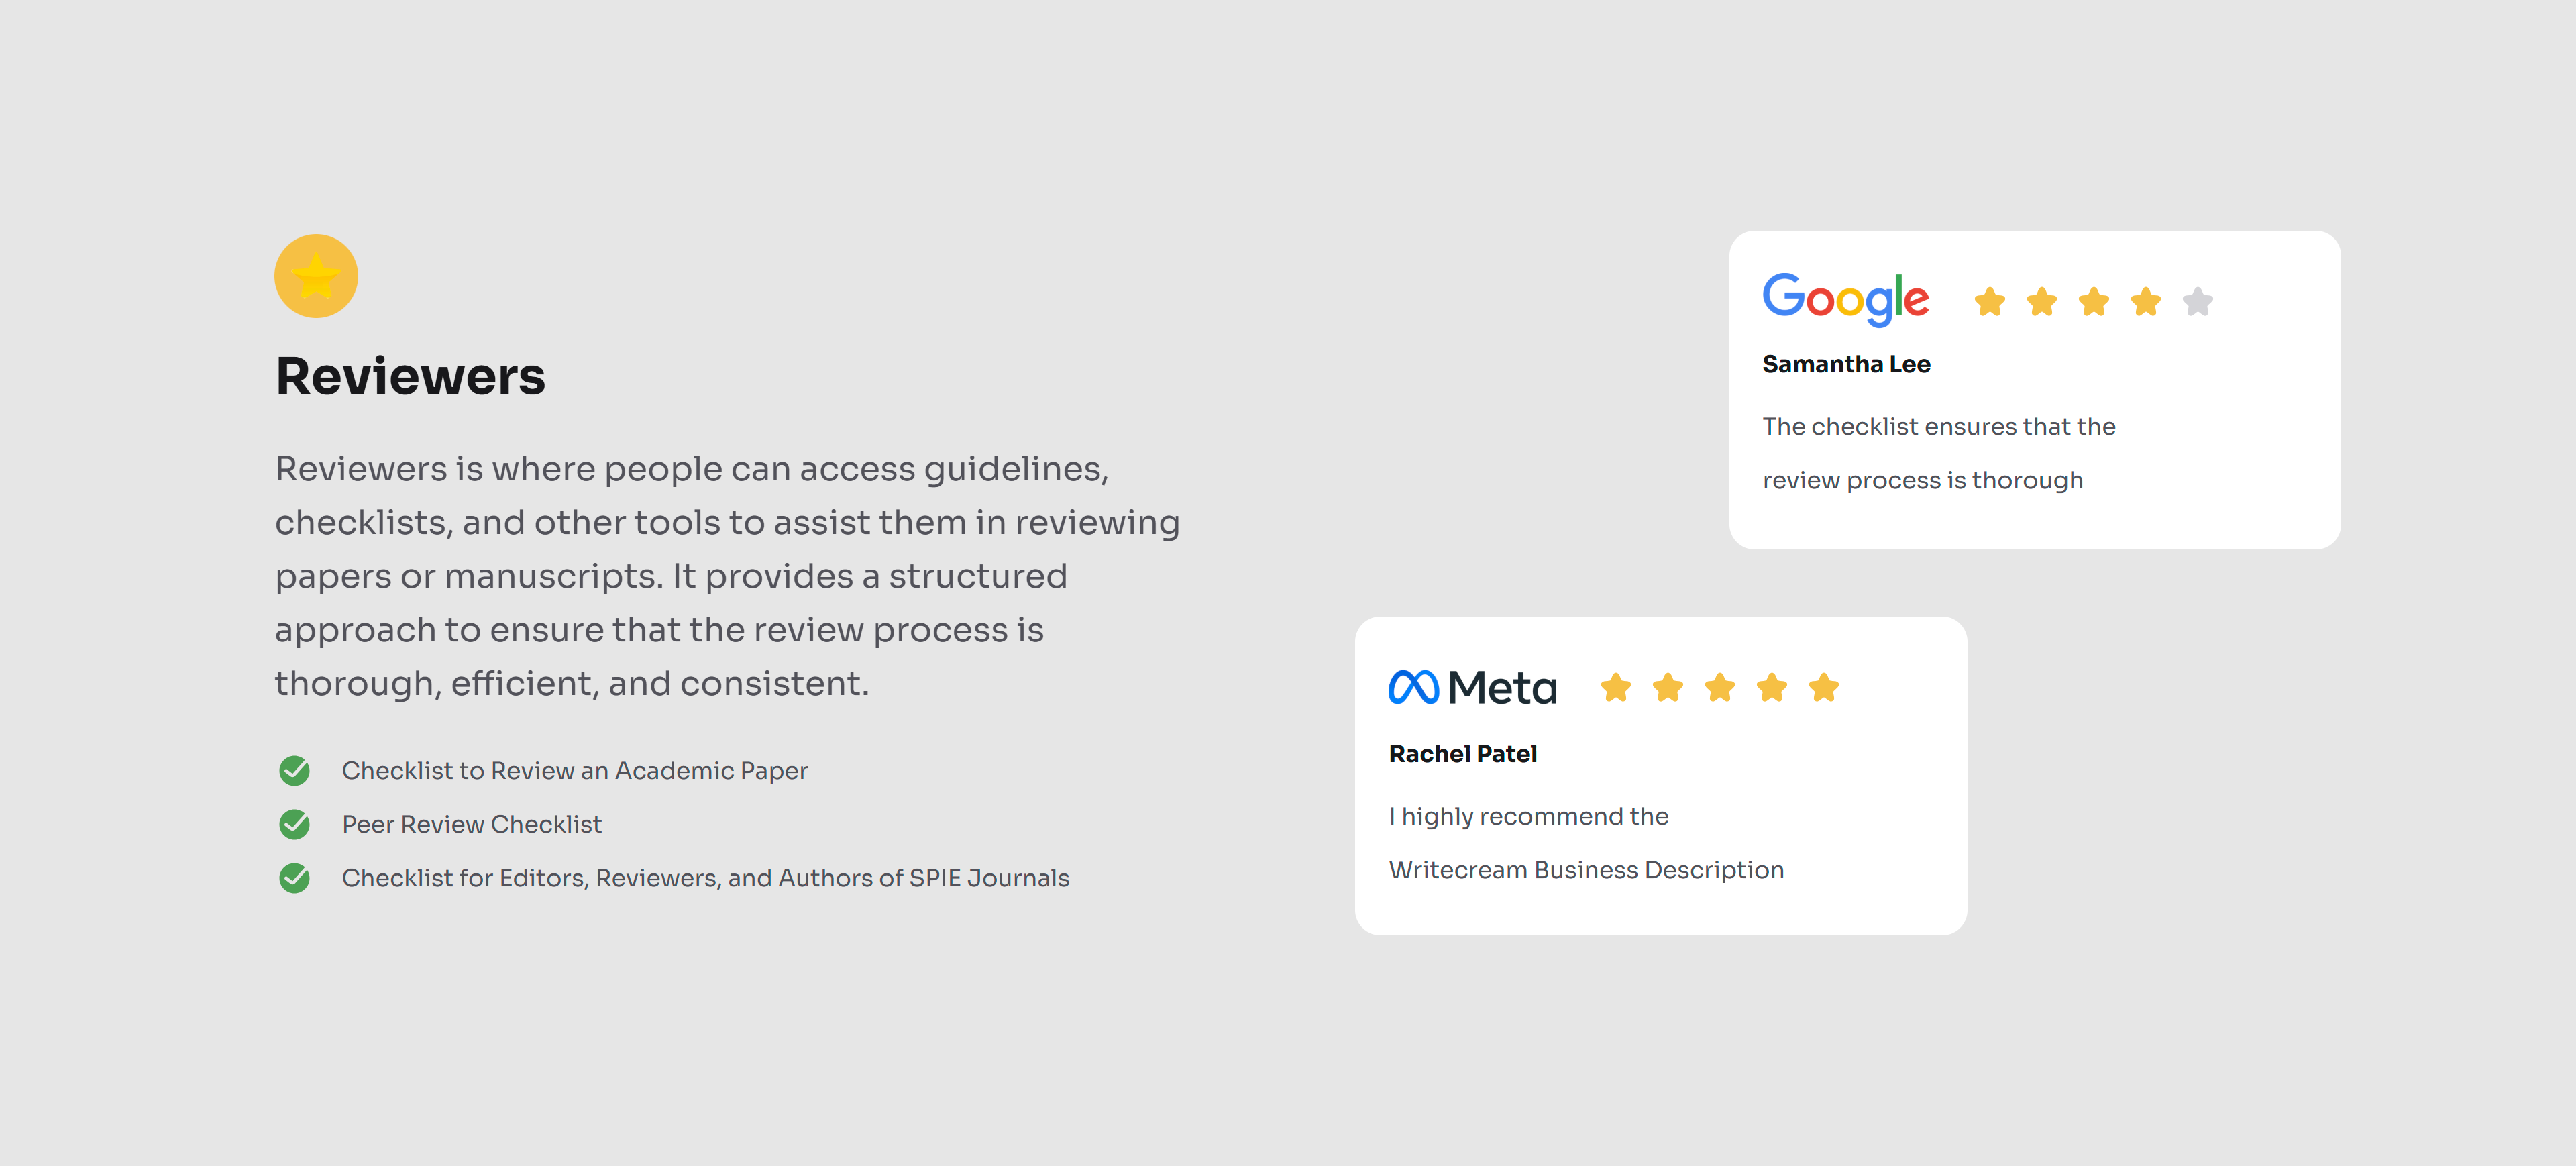 Reviewers
Reviewers is where people can access guidelines,
checklists, and other tools to assist them in reviewing
papers or manuscripts. It provides a structured
approach to ensure that the review process is
thorough, efficient, and consistent.
Checklist to Review an Academic Paper
Peer Review Checklist
Checklist for Editors, Reviewers, and Authors of SPIE Journals
Google
Samantha Lee
The checklist ensures that the
review process is thorough
Meta
Rachel Patel
I highly recommend the
Writecream Business Description